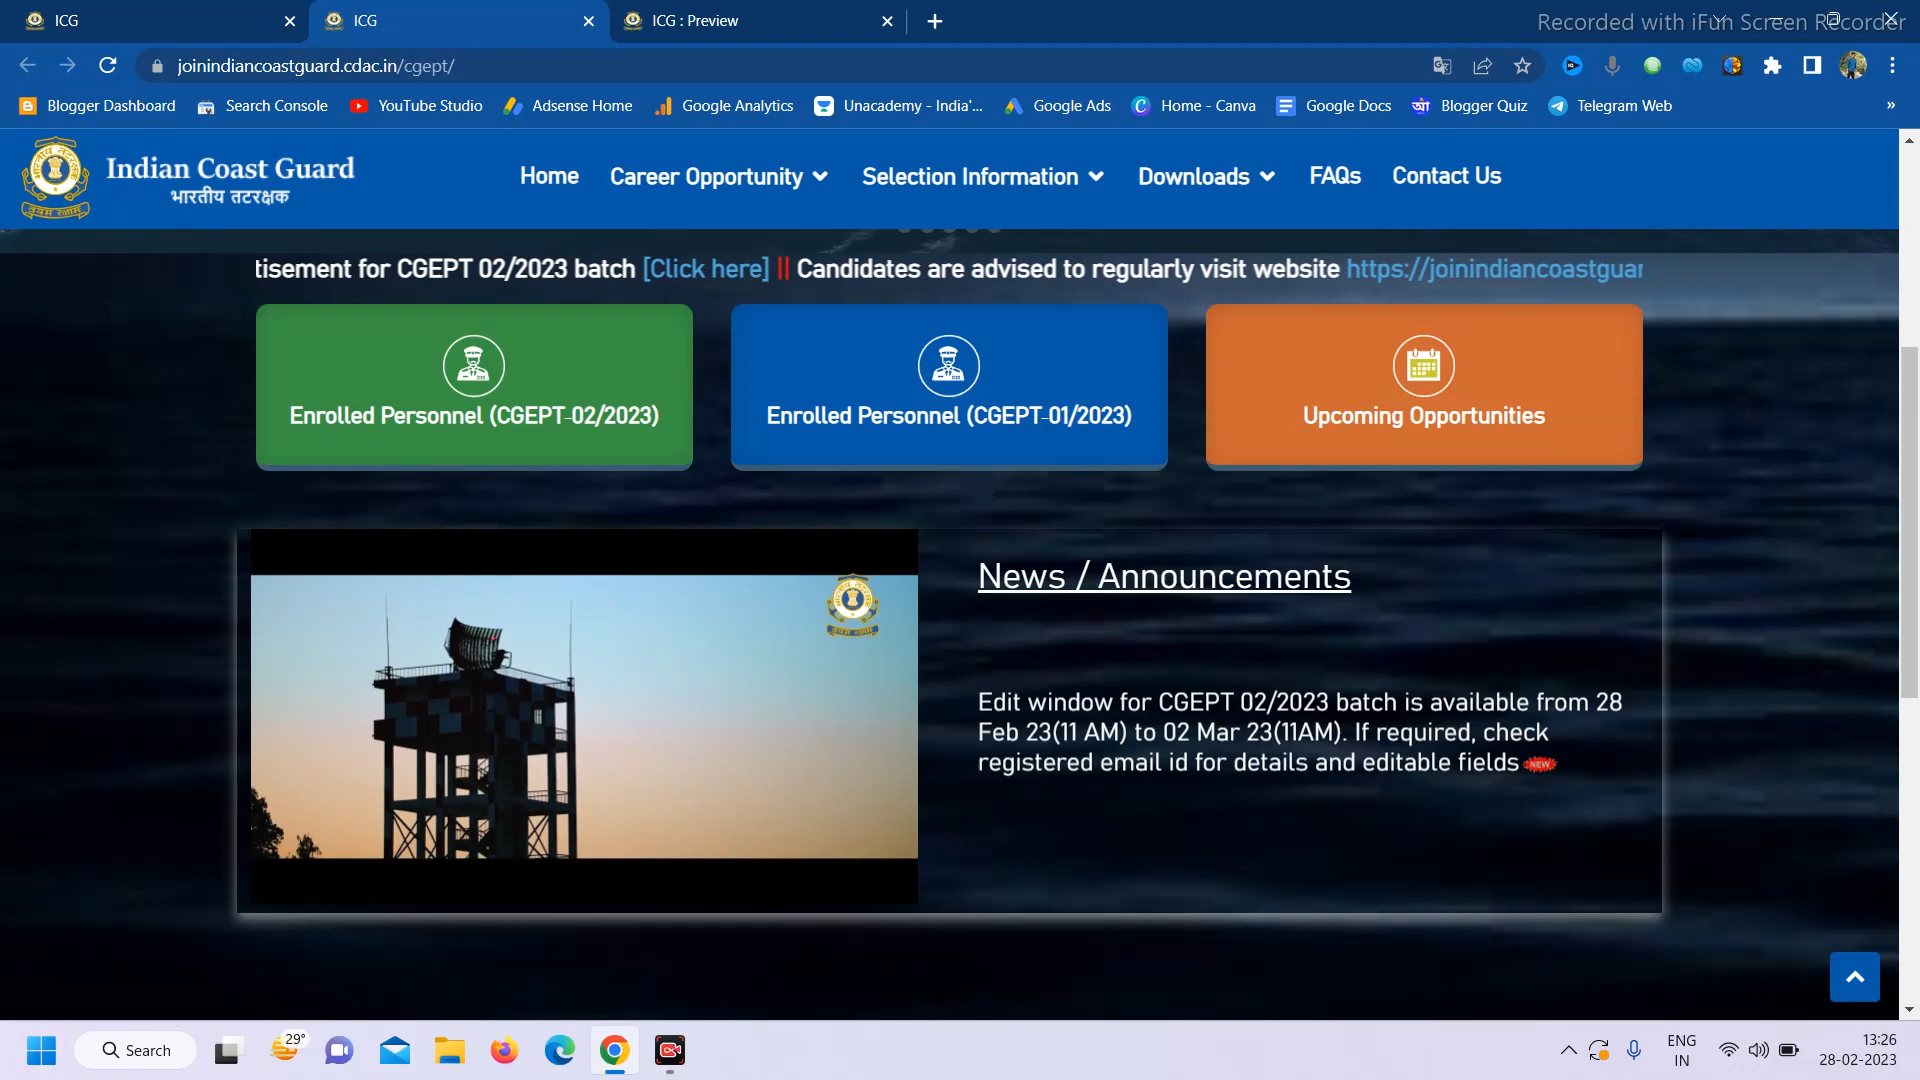 ICG
ICG
ICG : Preview
Recorded with iFun Screen Recorder
joinindiancoastguard.cdac.in/cgept/
Blogger Dashboard
Search Console
YouTube Studio
Adsense Home
Google Analytics
Unacademy - India'...
Google Ads
Home - Canva
Google Docs
Blogger Quiz
Telegram Web
»
Indian Coast Guard
भारतीय तटरक्षक
Home
Career Opportunity
Selection Information
Downloads
FAQs
Contact Us
tisement for CGEPT 02/2023 batch [Click here] || Candidates are advised to regularly visit website https://joinindiancoastguar
Enrolled Personnel (CGEPT-02/2023)
Enrolled Personnel (CGEPT-01/2023)
Upcoming Opportunities
News / Announcements
Edit window for CGEPT 02/2023 batch is available from 28
Feb 23(11 AM) to 02 Mar 23(11AM). If required, check
registered email id for details and editable fields NEW
Search
29°
ENG
IN
13:26
28-02-2023